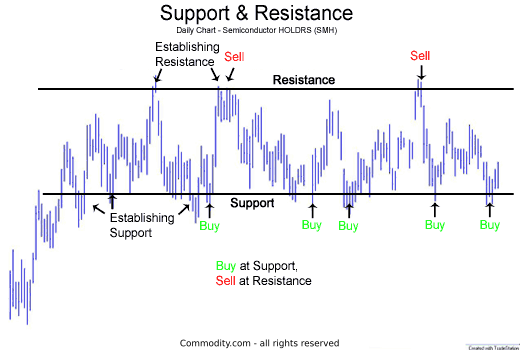 Support & Resistance
Daily Chart - Semiconductor HOLDRS (SMH)
Establishing
Resistance
Sell
Sell
Resistance
Support
Establishing
Support
Buy
Buy
Buy
Buy
Buy
Buy at Support,
Sell at Resistance
Commodity.com - all rights reserved
Created with TradeStation